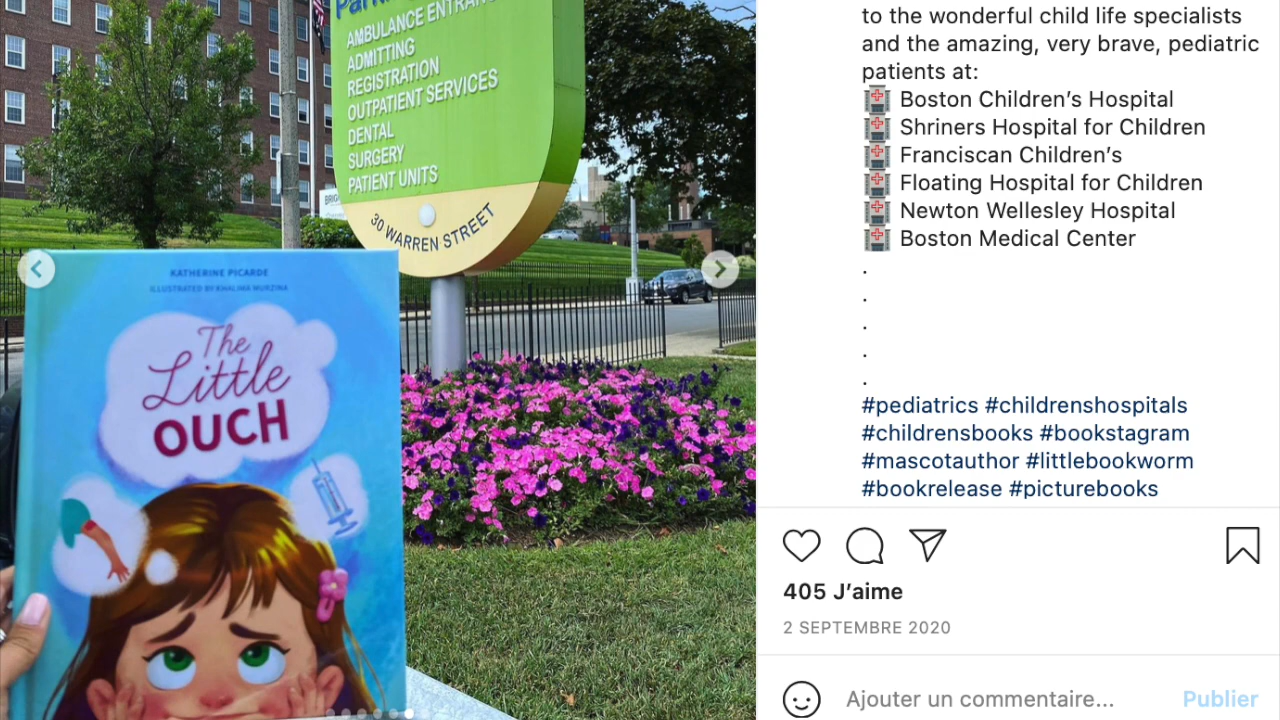 AMBULANCE ENTRANC
ADMITTING
REGISTRATION
OUTPATIENT SERVICES
DENTAL
SURGERY
PATIENT UNITS
30 WARREN STREET
KATHERINE PICARDE
ILLUSTRATED BY KHALIMA MURZINA
The
Little
OUCH
to the wonderful child life specialists
and the amazing, very brave, pediatric
patients at:
🏥 Boston Children’s Hospital
🏥 Shriners Hospital for Children
🏥 Franciscan Children’s
🏥 Floating Hospital for Children
🏥 Newton Wellesley Hospital
🏥 Boston Medical Center
.
.
.
.
.
#pediatrics #childrenshospitals
#childrensbooks #bookstagram
#mascotauthor #littlebookworm
#bookrelease #picturebooks
405 J’aime
2 SEPTEMBRE 2020
Ajouter un commentaire... Publier